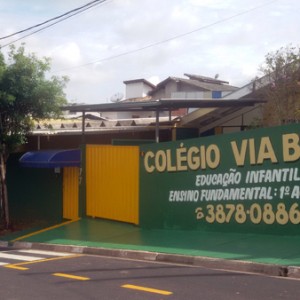 COLÉGIO VIA B
EDUCAÇÃO INFANTIL
ENSINO FUNDAMENTAL: 1º A
3878-0886